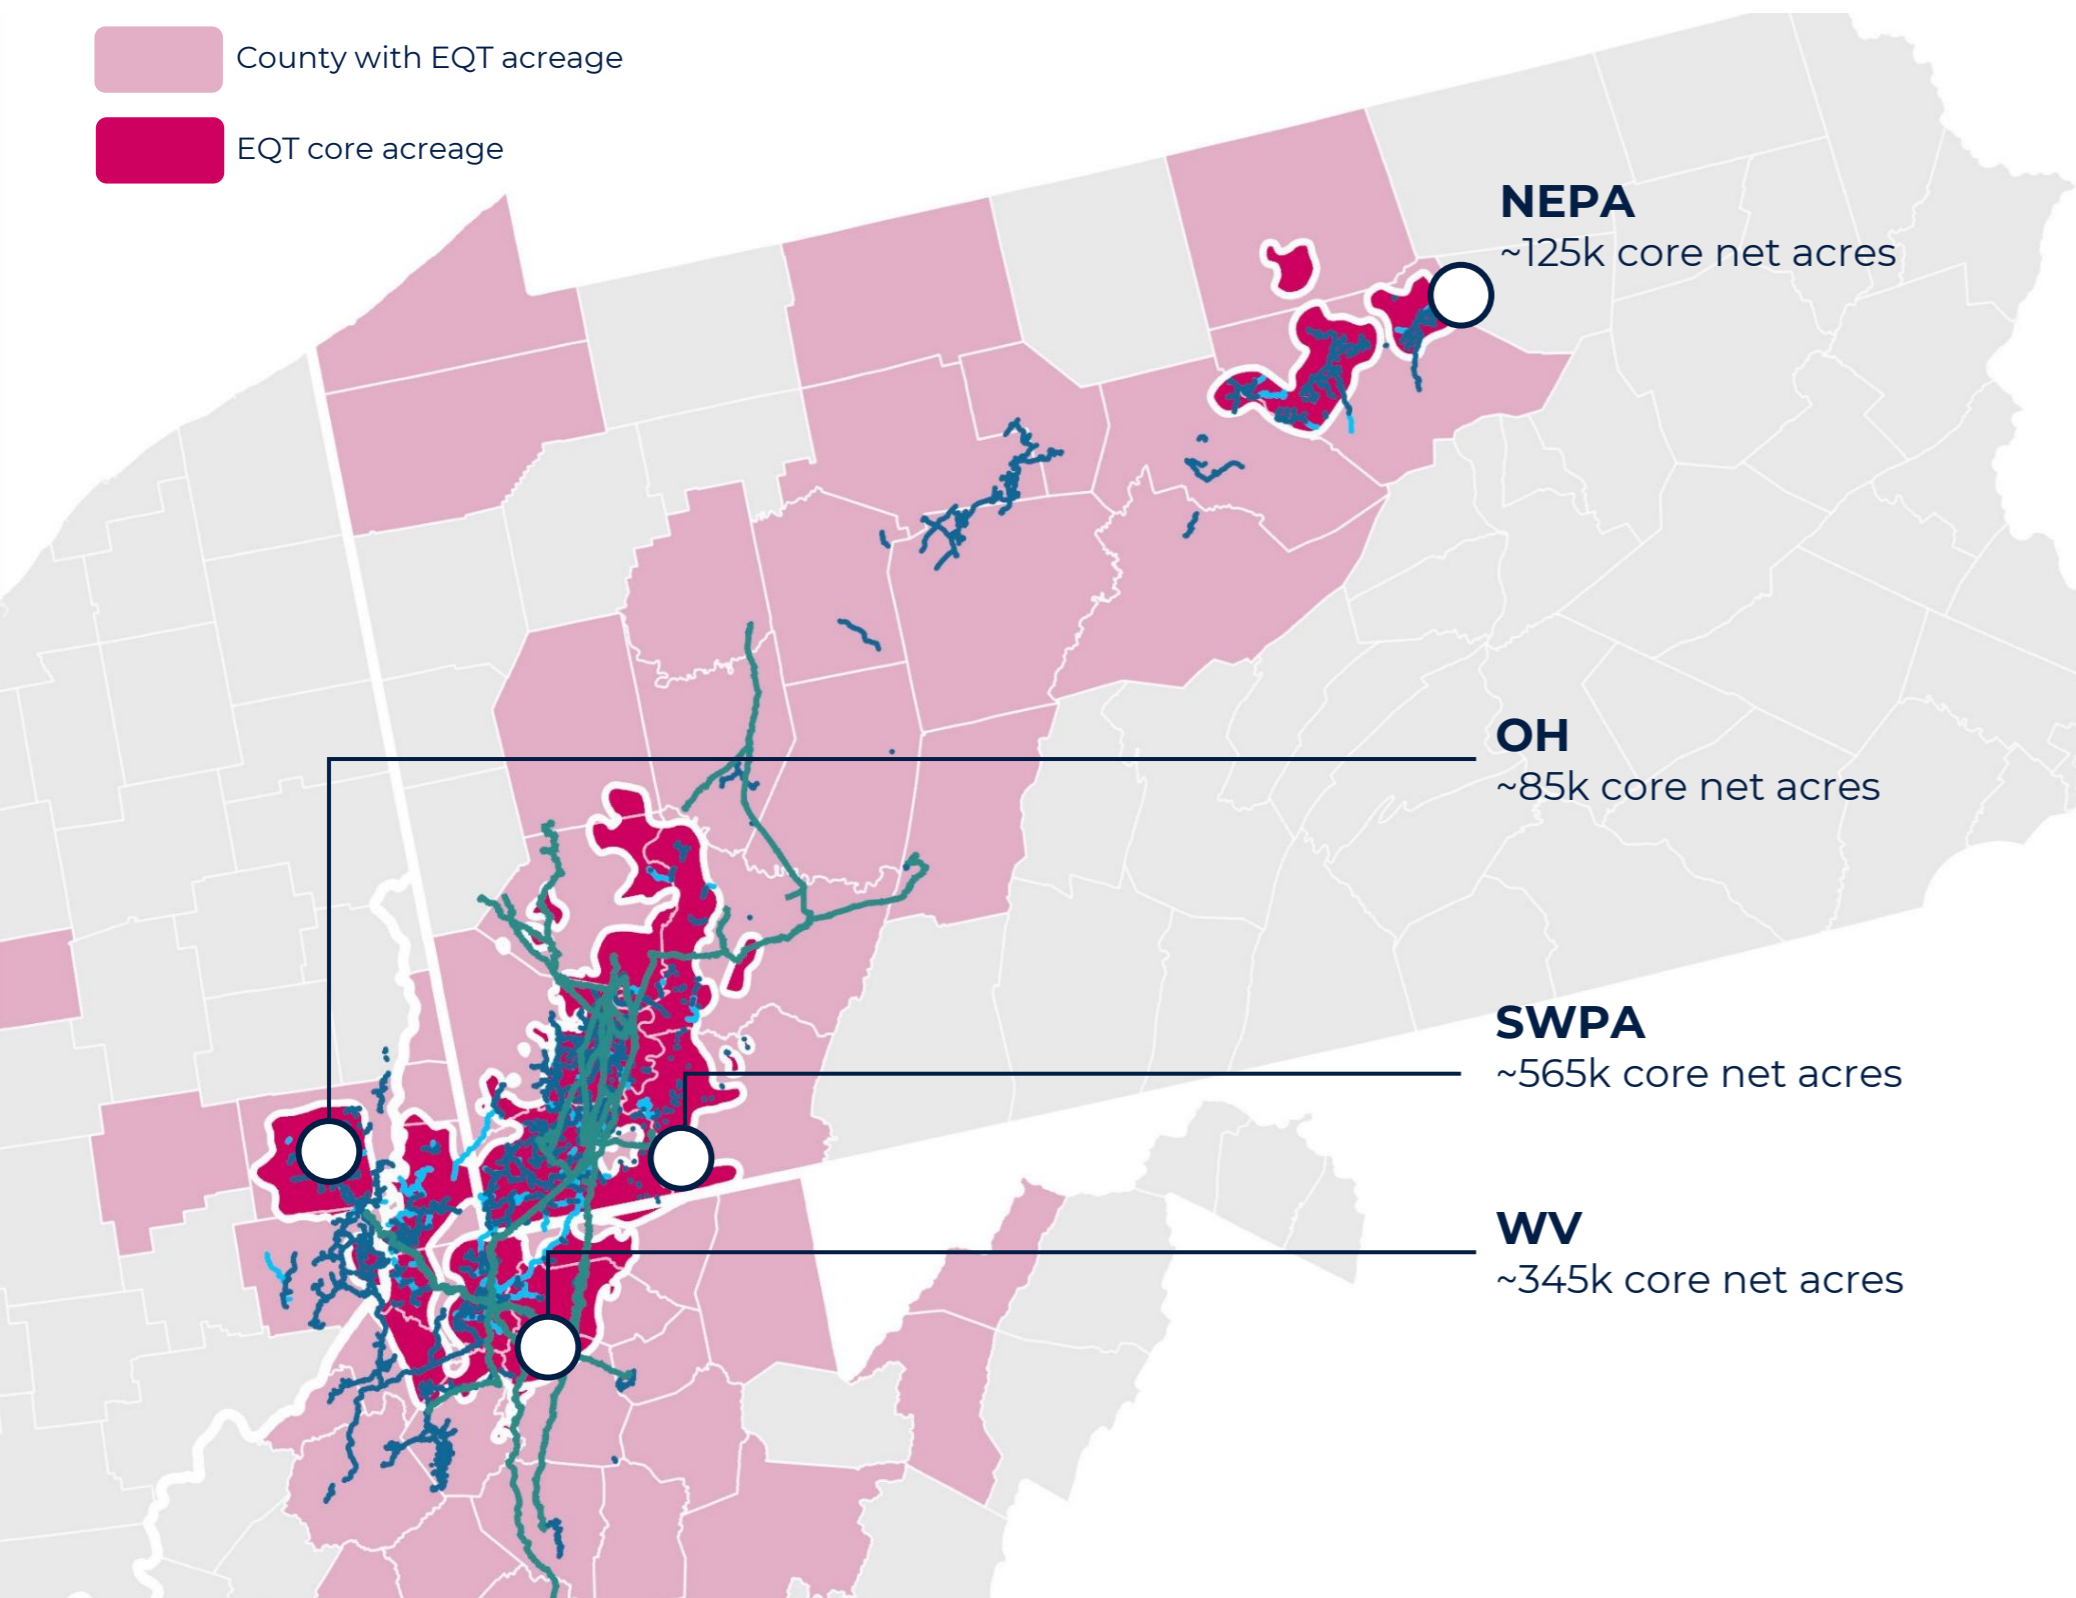 County with EQT acreage
EQT core acreage
NEPA
~125k core net acres
OH
~85k core net acres
SWPA
~565k core net acres
WV
~345k core net acres